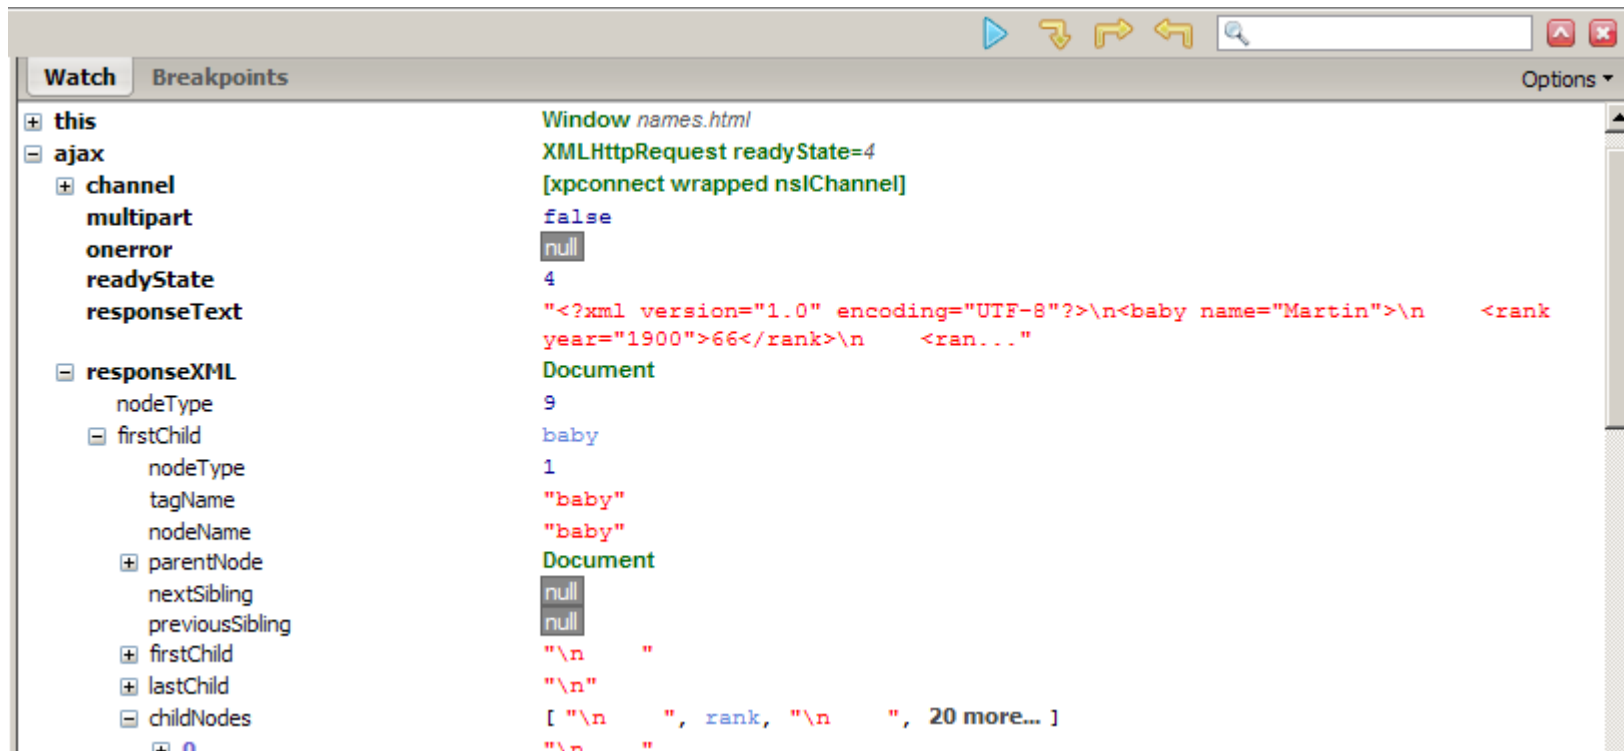 Watch Breakpoints Options
this Window names.html
ajax XMLHttpRequest readyState=4
channel [xpconnect wrapped nsIChannel]
multipart false
onerror null
readyState 4
responseText "<?xml version="1.0" encoding="UTF-8"?>\n<baby name="Martin">\n    <rank
year="1900">66</rank>\n    <ran..."
responseXML Document
nodeType 9
firstChild baby
nodeType 1
tagName "baby"
nodeName "baby"
parentNode Document
nextSibling null
previousSibling null
firstChild "\n    "
lastChild "\n"
childNodes [ "\n    ", rank, "\n    ", 20 more... ]
0 "\n    "